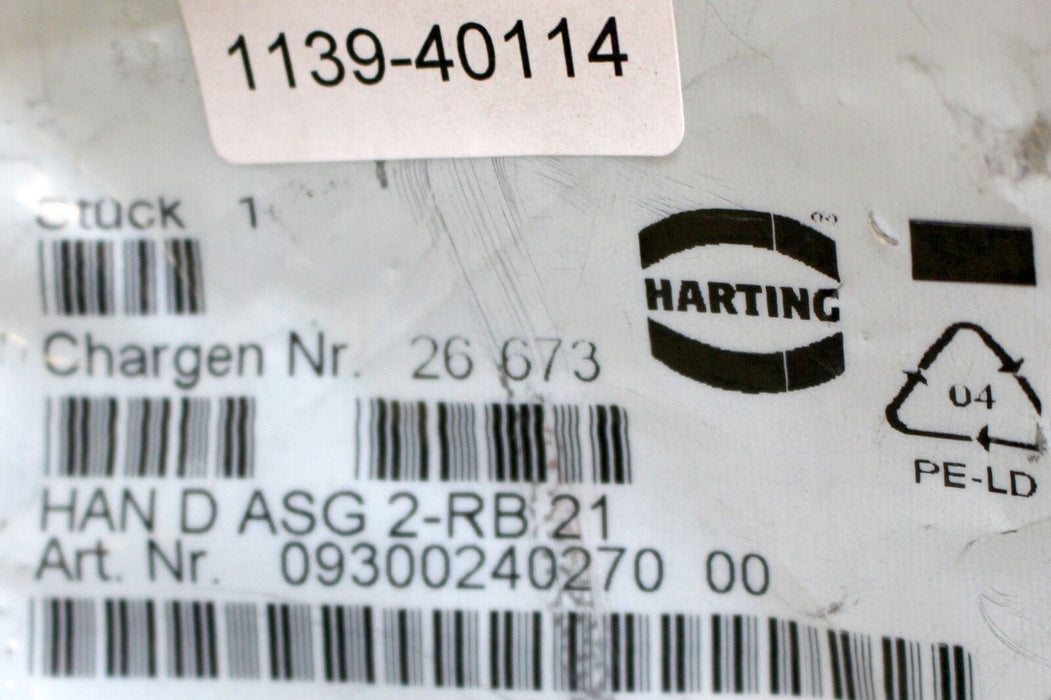 1139-40114
Stück 1
HARTING
Chargen Nr. 26 673
04
PE-LD
HAN D ASG 2-RB 21
Art. Nr. 09300240270 00